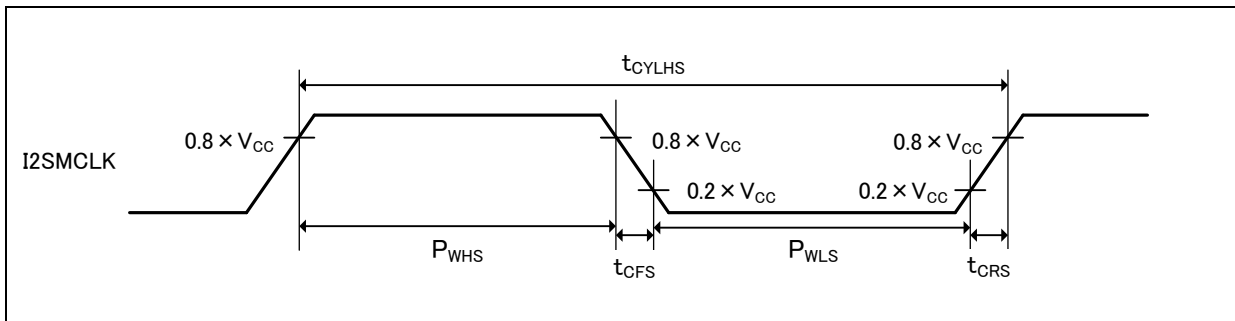 tCYLHS
0.8 × VCC
0.8 × VCC
0.8 × VCC
I2SMCLK
0.2 × VCC
0.2 × VCC
PWHS
tCFS
PWLS
tCRS